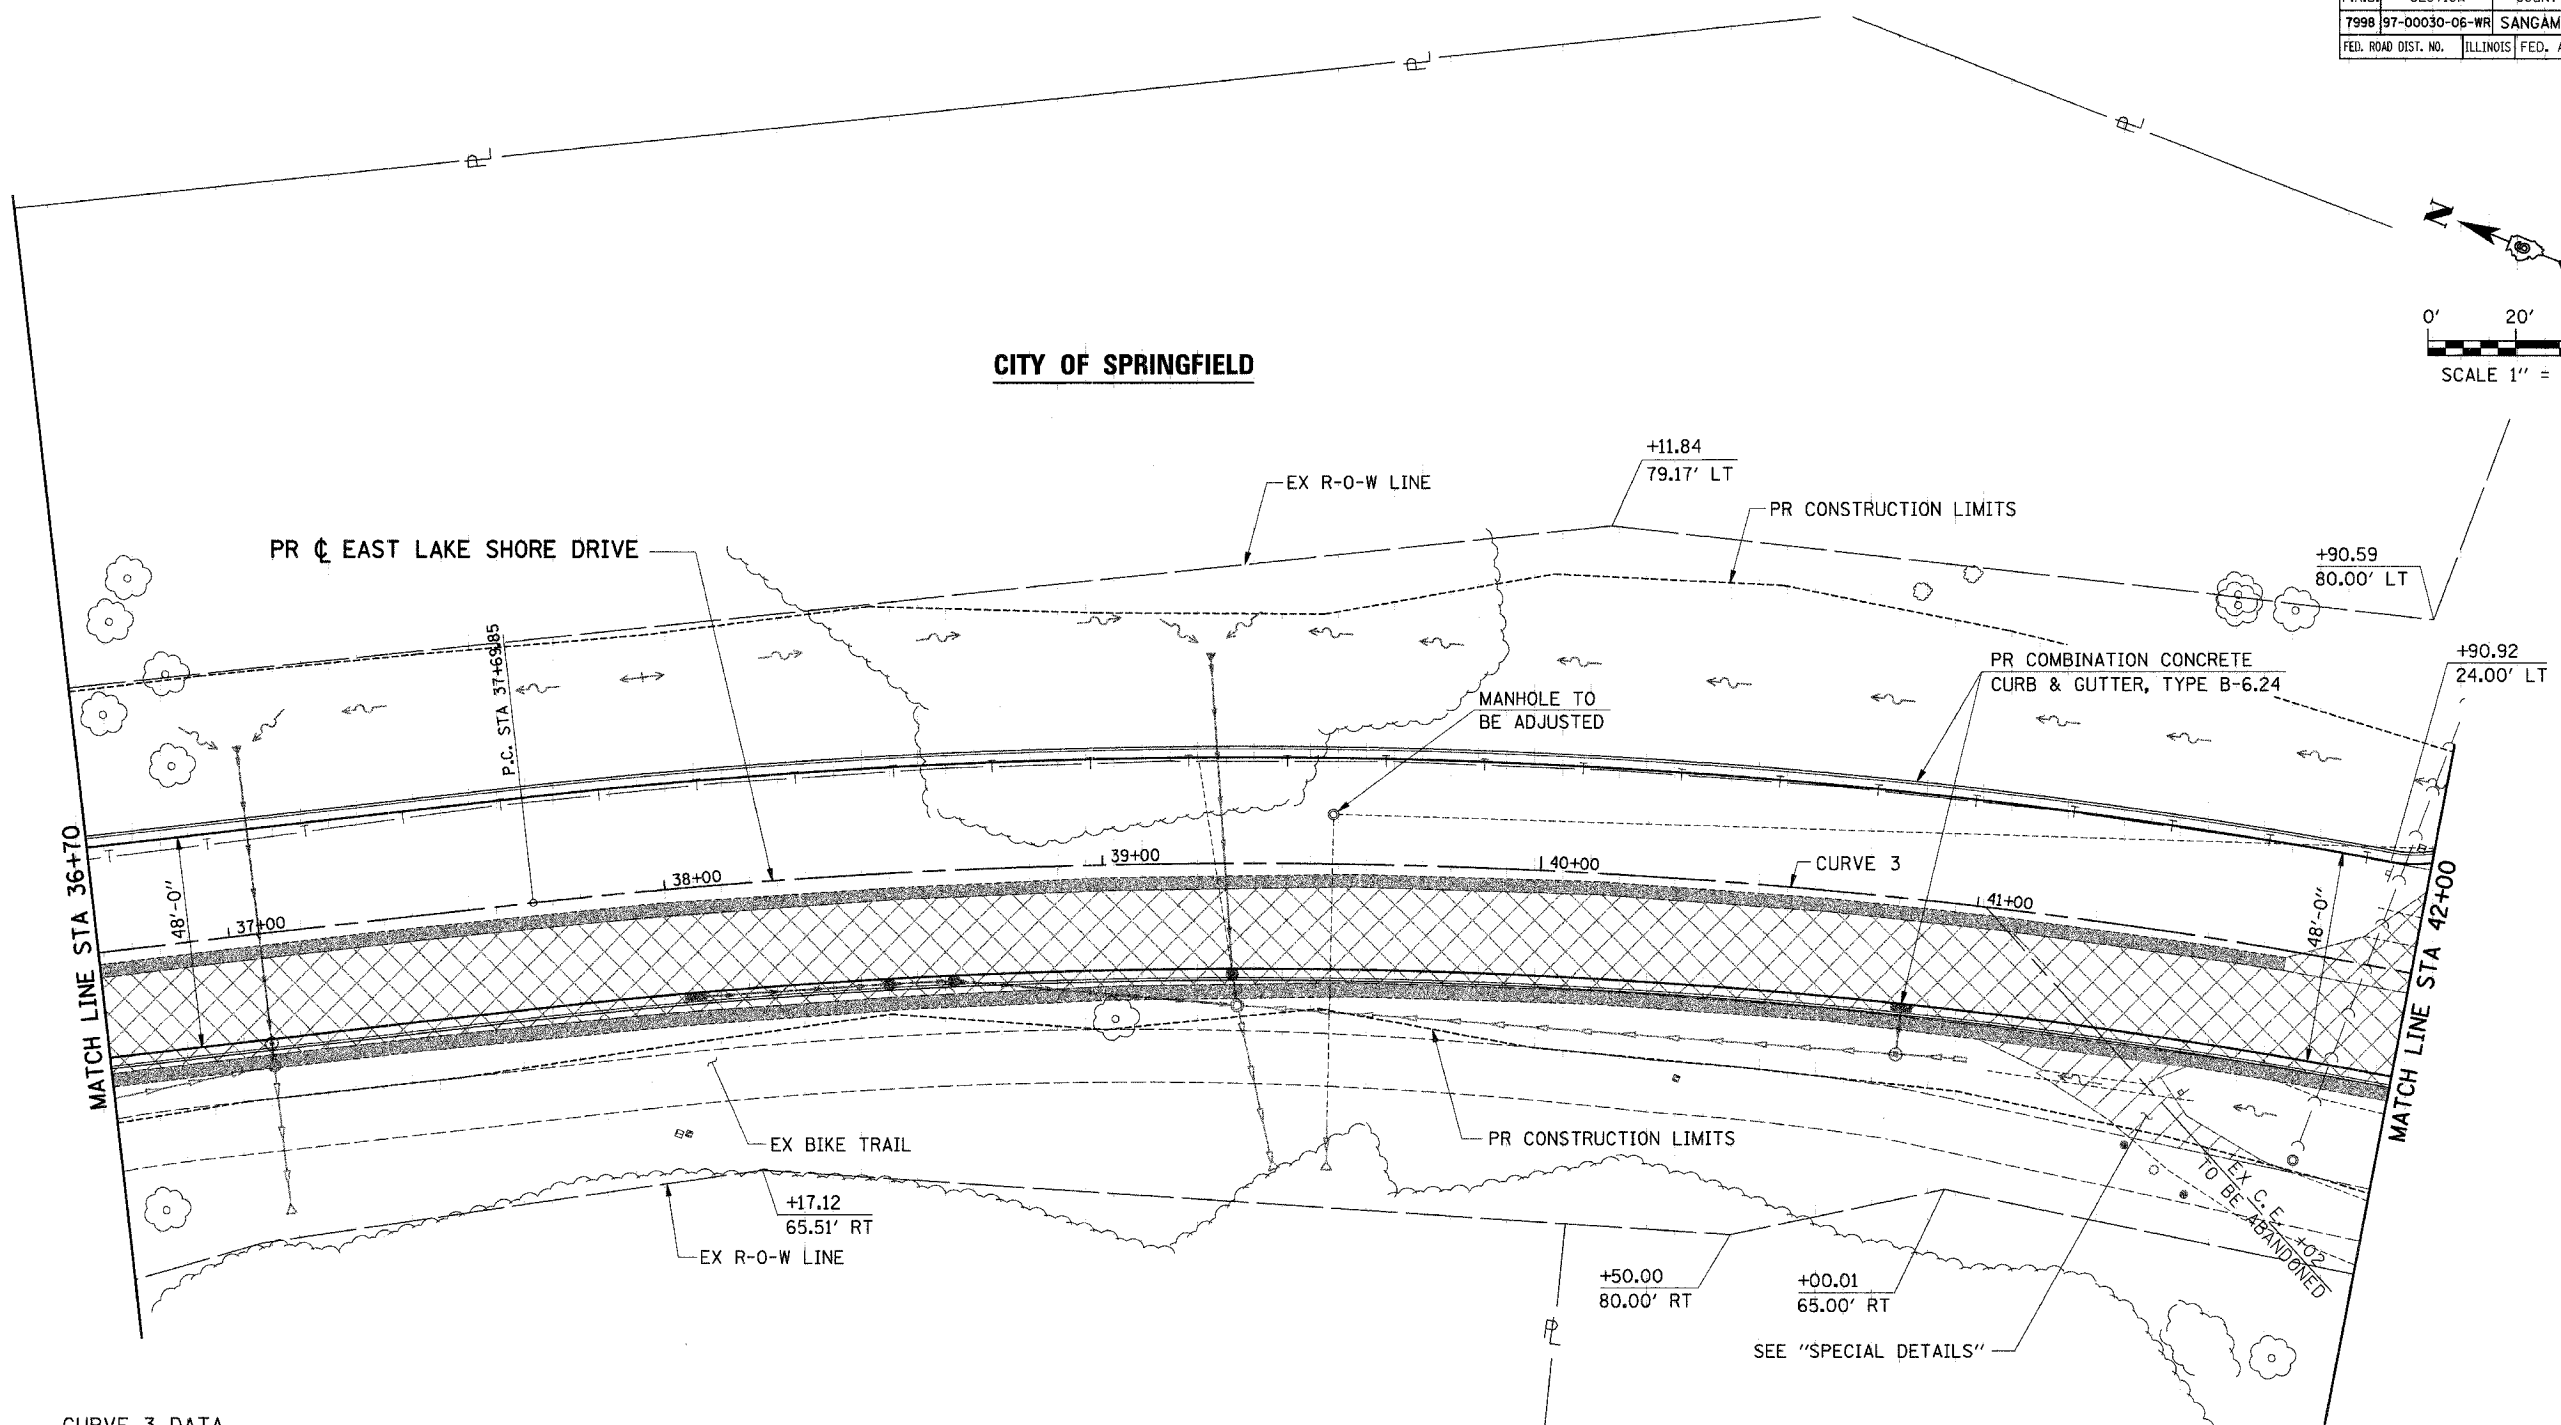 7998 97-00030-06-WR SANGAM
FED. ROAD DIST. NO. ILLINOIS FED. A
PL
PL
PL
N
0' 20'
SCALE 1" =
CITY OF SPRINGFIELD
+11.84
79.17' LT
EX R-O-W LINE
PR CONSTRUCTION LIMITS
PR ℄ EAST LAKE SHORE DRIVE
+90.59
80.00' LT
P.C. STA 37+69.85
PR COMBINATION CONCRETE
CURB & GUTTER, TYPE B-6.24
+90.92
24.00' LT
MANHOLE TO
BE ADJUSTED
MATCH LINE STA 36+70
48'-0"
37+00
38+00
39+00
40+00
CURVE 3
41+00
48'-0"
MATCH LINE STA 42+00
EX BIKE TRAIL
PR CONSTRUCTION LIMITS
EX C.E. +02
TO BE ABANDONED
+17.12
65.51' RT
EX R-O-W LINE
+50.00
80.00' RT
+00.01
65.00' RT
PL
SEE "SPECIAL DETAILS"
CURVE 3 DATA